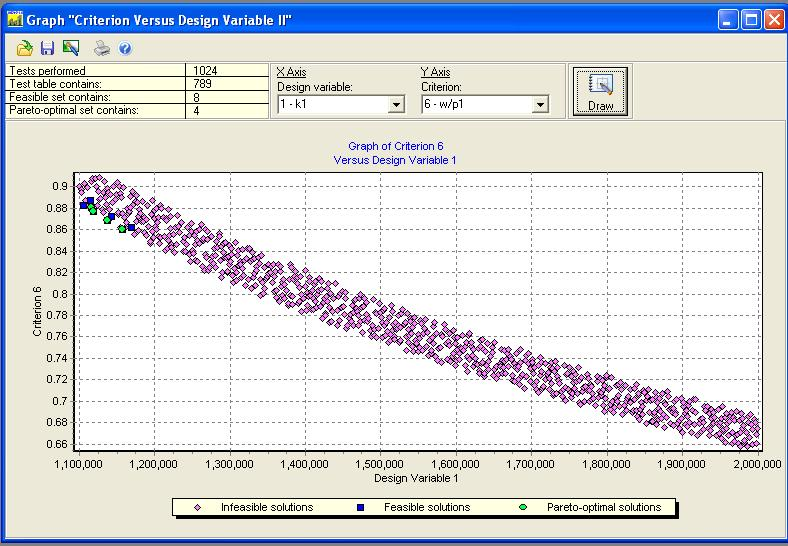 Graph "Criterion Versus Design Variable II"
Tests performed 1024
Test table contains: 789
Feasible set contains: 8
Pareto-optimal set contains: 4
X Axis
Design variable:
1 - k1
Y Axis
Criterion:
6 - w/p1
Draw
Graph of Criterion 6
Versus Design Variable 1
Criterion 6
0.9
0.88
0.86
0.84
0.82
0.8
0.78
0.76
0.74
0.72
0.7
0.68
0.66
1,100,000 1,200,000 1,300,000 1,400,000 1,500,000 1,600,000 1,700,000 1,800,000 1,900,000 2,000,000
Design Variable 1
Infeasible solutions Feasible solutions Pareto-optimal solutions